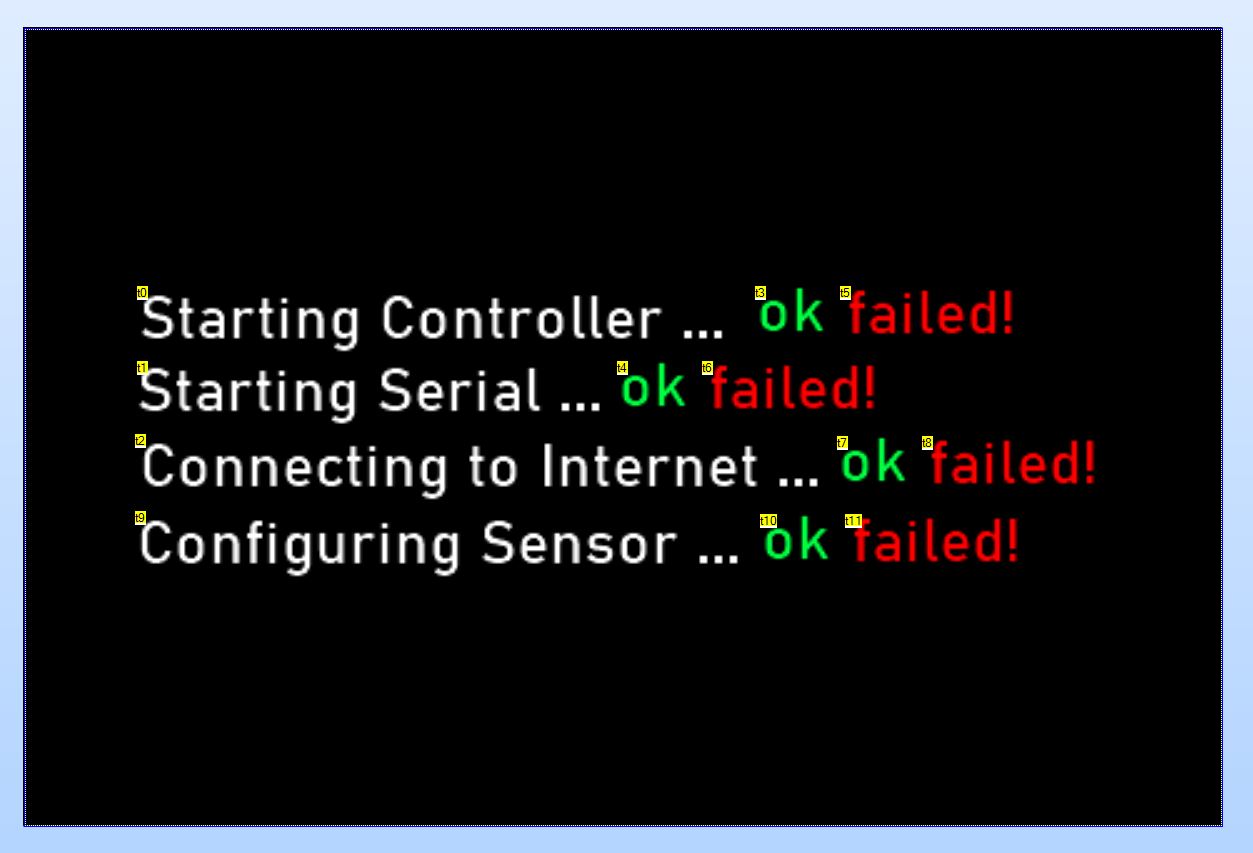 t0 Starting Controller ... t3 ok t5 failed!
t1 Starting Serial ... t4 ok t6 failed!
t2 Connecting to Internet ... t7 ok t8 failed!
t9 Configuring Sensor ... t10 ok t11 failed!